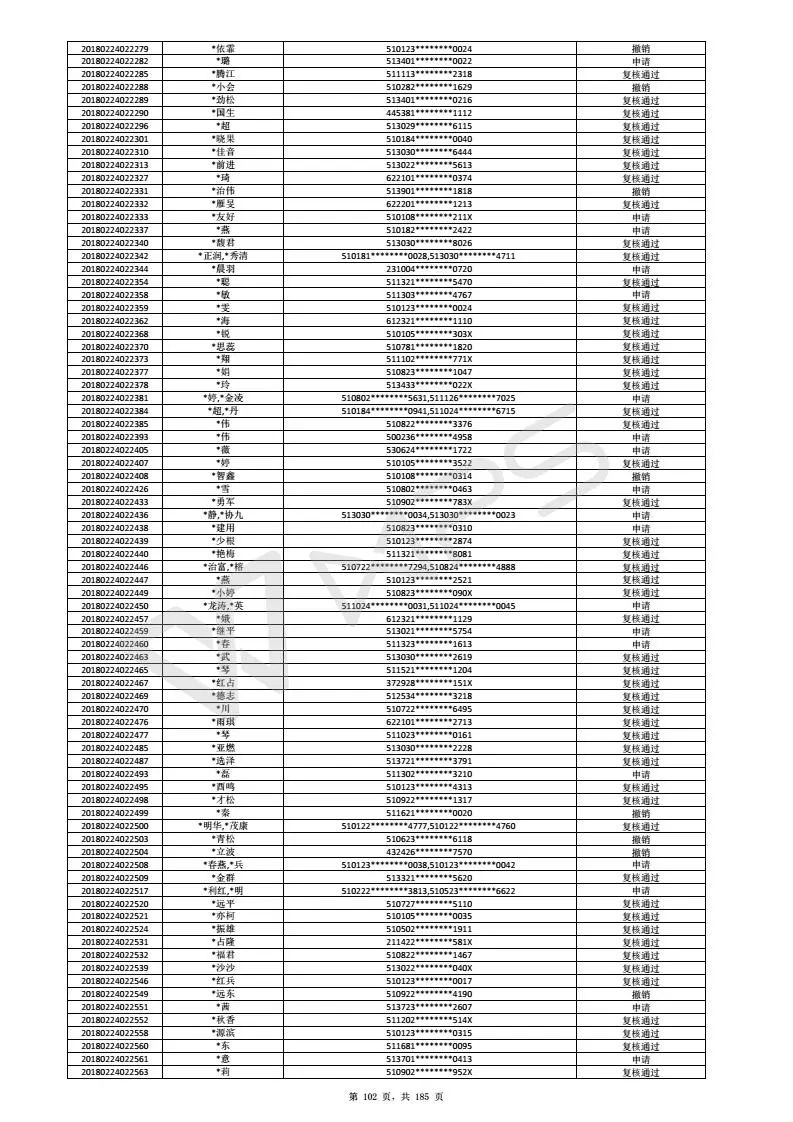 20180224022279 *依霏 510123********0024 撤销
20180224022282 *璐 513401********0022 申请
20180224022285 *腾江 511113********2318 复核通过
20180224022288 *小会 510282********1629 撤销
20180224022289 *劲松 513401********0216 复核通过
20180224022290 *国生 445381********1112 复核通过
20180224022296 *超 513029********6115 复核通过
20180224022301 *晓果 510184********0040 复核通过
20180224022310 *佳音 513030********6444 复核通过
20180224022313 *前进 513022********5613 复核通过
20180224022327 *琦 622101********0374 复核通过
20180224022331 *治伟 513901********1818 撤销
20180224022332 *雁旻 622201********1213 复核通过
20180224022333 *友好 510108********211X 申请
20180224022337 *燕 510182********2422 申请
20180224022340 *馥君 513030********8026 复核通过
20180224022342 *正润,*秀清 510181********0028,513030********4711 复核通过
20180224022344 *晨羽 231004********0720 申请
20180224022354 *聪 511321********5470 复核通过
20180224022358 *敏 511303********4767 申请
20180224022359 *雯 510123********0024 复核通过
20180224022362 *海 612321********1110 复核通过
20180224022368 *锐 510105********303X 复核通过
20180224022370 *思蕊 510781********1820 复核通过
20180224022373 *翔 511102********771X 复核通过
20180224022377 *娟 510823********1047 复核通过
20180224022378 *玲 513433********022X 复核通过
20180224022381 *婷,*金凌 510802********5631,511126********7025 申请
20180224022384 *超,*丹 510184********0941,511024********6715 复核通过
20180224022385 *伟 510822********3376 复核通过
20180224022393 *伟 500236********4958 申请
20180224022405 *薇 530624********1722 申请
20180224022407 *婷 510105********3522 复核通过
20180224022408 *智鑫 510108********0314 撤销
20180224022426 *雪 510802********0463 申请
20180224022433 *勇军 510902********783X 复核通过
20180224022436 *静,*协九 513030********0034,513030********0023 申请
20180224022438 *建用 510823********0310 申请
20180224022439 *少根 510123********2874 复核通过
20180224022440 *艳梅 511321********8081 复核通过
20180224022446 *治富,*榕 510722********7294,510824********4888 复核通过
20180224022447 *燕 510123********2521 复核通过
20180224022449 *小婷 510823********090X 复核通过
20180224022450 *龙涛,*英 511024********0031,511024********0045 申请
20180224022457 *娥 612321********1129 复核通过
20180224022459 *继平 513021********5754 申请
20180224022460 *春 511323********1613 申请
20180224022463 *武 513030********2619 复核通过
20180224022465 *琴 511521********1204 复核通过
20180224022467 *红占 372928********151X 复核通过
20180224022469 *德志 512534********3218 复核通过
20180224022470 *川 510722********6495 复核通过
20180224022476 *雨琪 622101********2713 复核通过
20180224022477 *琴 511023********0161 复核通过
20180224022485 *亚燃 513030********2228 复核通过
20180224022487 *选泽 513721********3791 复核通过
20180224022493 *磊 511302********3210 申请
20180224022495 *酉鸣 510123********4313 复核通过
20180224022498 *才松 510922********1317 复核通过
20180224022499 *秦 511621********0020 撤销
20180224022500 *明华,*茂康 510122********4777,510122********4760 复核通过
20180224022503 *青松 510623********6118 撤销
20180224022504 *立波 432426********7570 撤销
20180224022508 *春燕,*兵 510123********0038,510123********0042 申请
20180224022509 *金群 513321********5620 复核通过
20180224022517 *利红,*明 510222********3813,510523********6622 申请
20180224022520 *远平 510727********5110 复核通过
20180224022521 *亦柯 510105********0035 复核通过
20180224022524 *振雄 510502********1911 复核通过
20180224022531 *占隆 211422********581X 复核通过
20180224022532 *福君 510822********1467 复核通过
20180224022539 *沙沙 513022********040X 复核通过
20180224022546 *红兵 510123********0017 复核通过
20180224022549 *远东 510922********4190 撤销
20180224022551 *茜 513723********2607 申请
20180224022552 *秋香 511202********514X 复核通过
20180224022558 *源滨 510123********0315 复核通过
20180224022560 *东 511681********0095 复核通过
20180224022561 *意 513701********0413 申请
20180224022563 *莉 510902********952X 复核通过
第 102 页，共 185 页